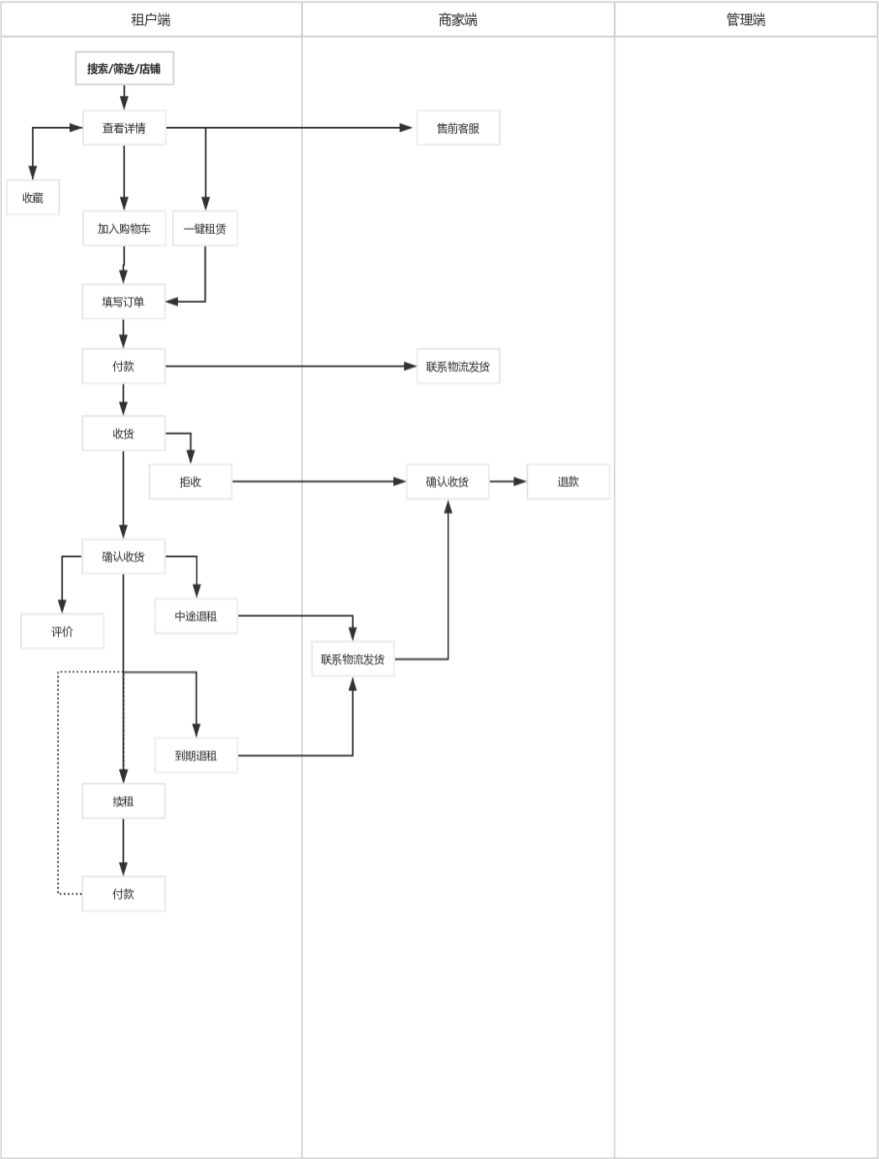 租户端
商家端
管理端
搜索/筛选/店铺
查看详情
售前客服
收藏
加入购物车
一键租赁
填写订单
付款
联系物流发货
收货
拒收
确认收货
退款
确认收货
中途退租
评价
联系物流发货
到期退租
续租
付款